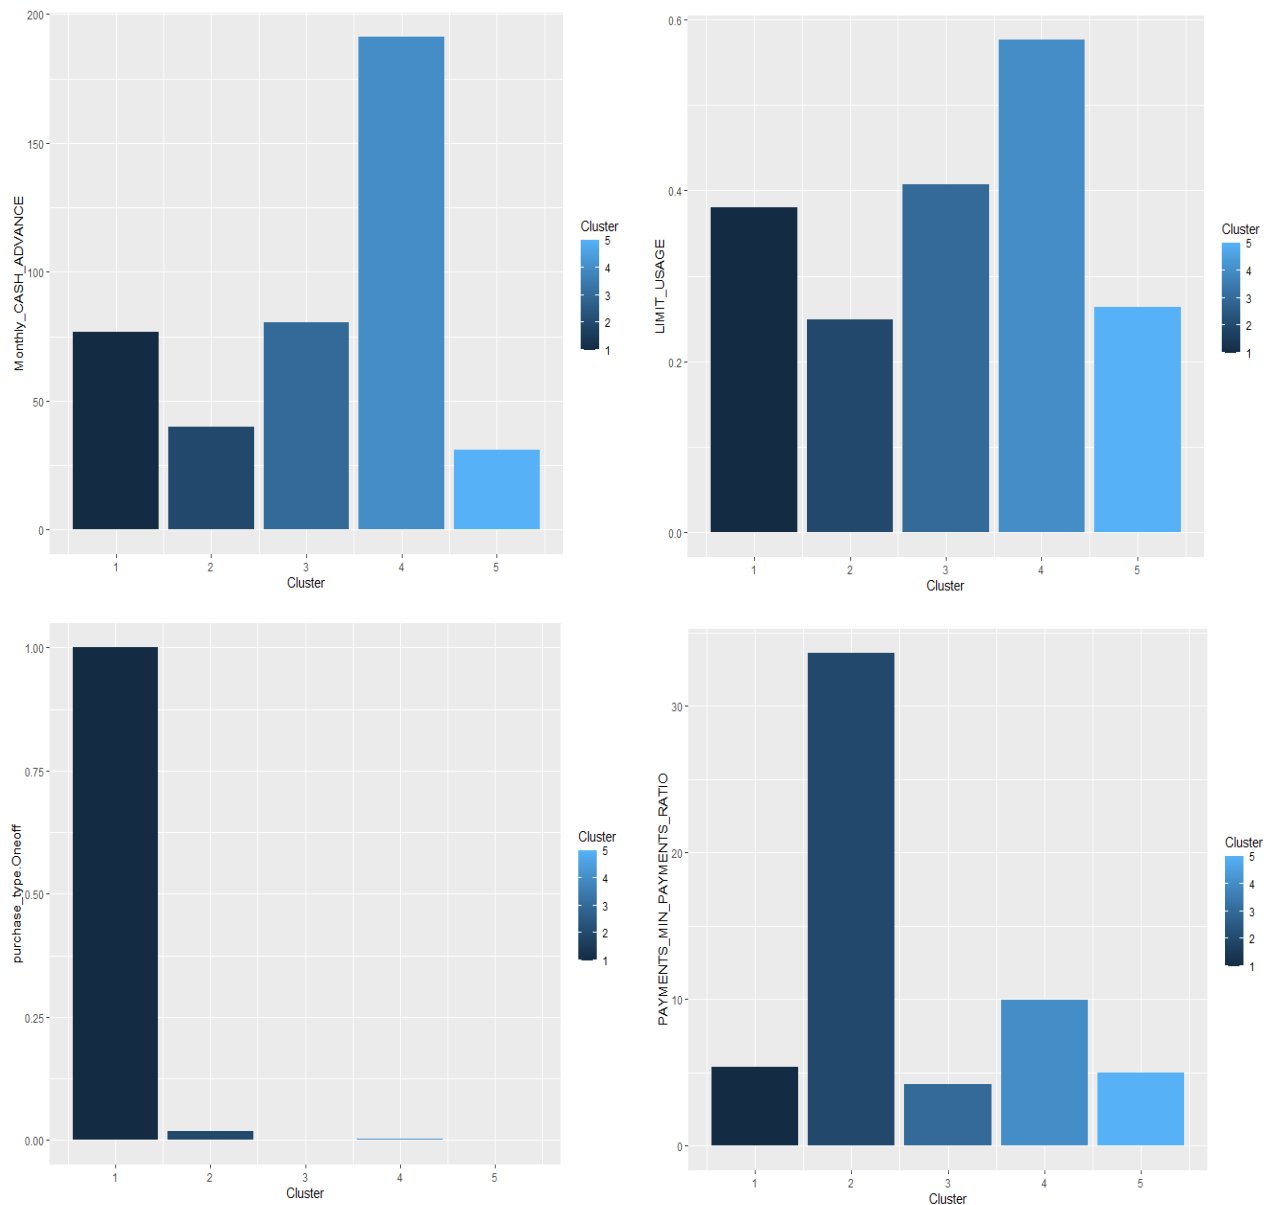 Monthly_CASH_ADVANCE
200
150
100
50
0
1 2 3 4 5
Cluster
Cluster
5
4
3
2
1
LIMIT_USAGE
0.6
0.4
0.2
0.0
1 2 3 4 5
Cluster
Cluster
5
4
3
2
1
purchase_type.Oneoff
1.00
0.75
0.50
0.25
0.00
1 2 3 4 5
Cluster
Cluster
5
4
3
2
1
PAYMENTS_MIN_PAYMENTS_RATIO
30
20
10
0
1 2 3 4 5
Cluster
Cluster
5
4
3
2
1